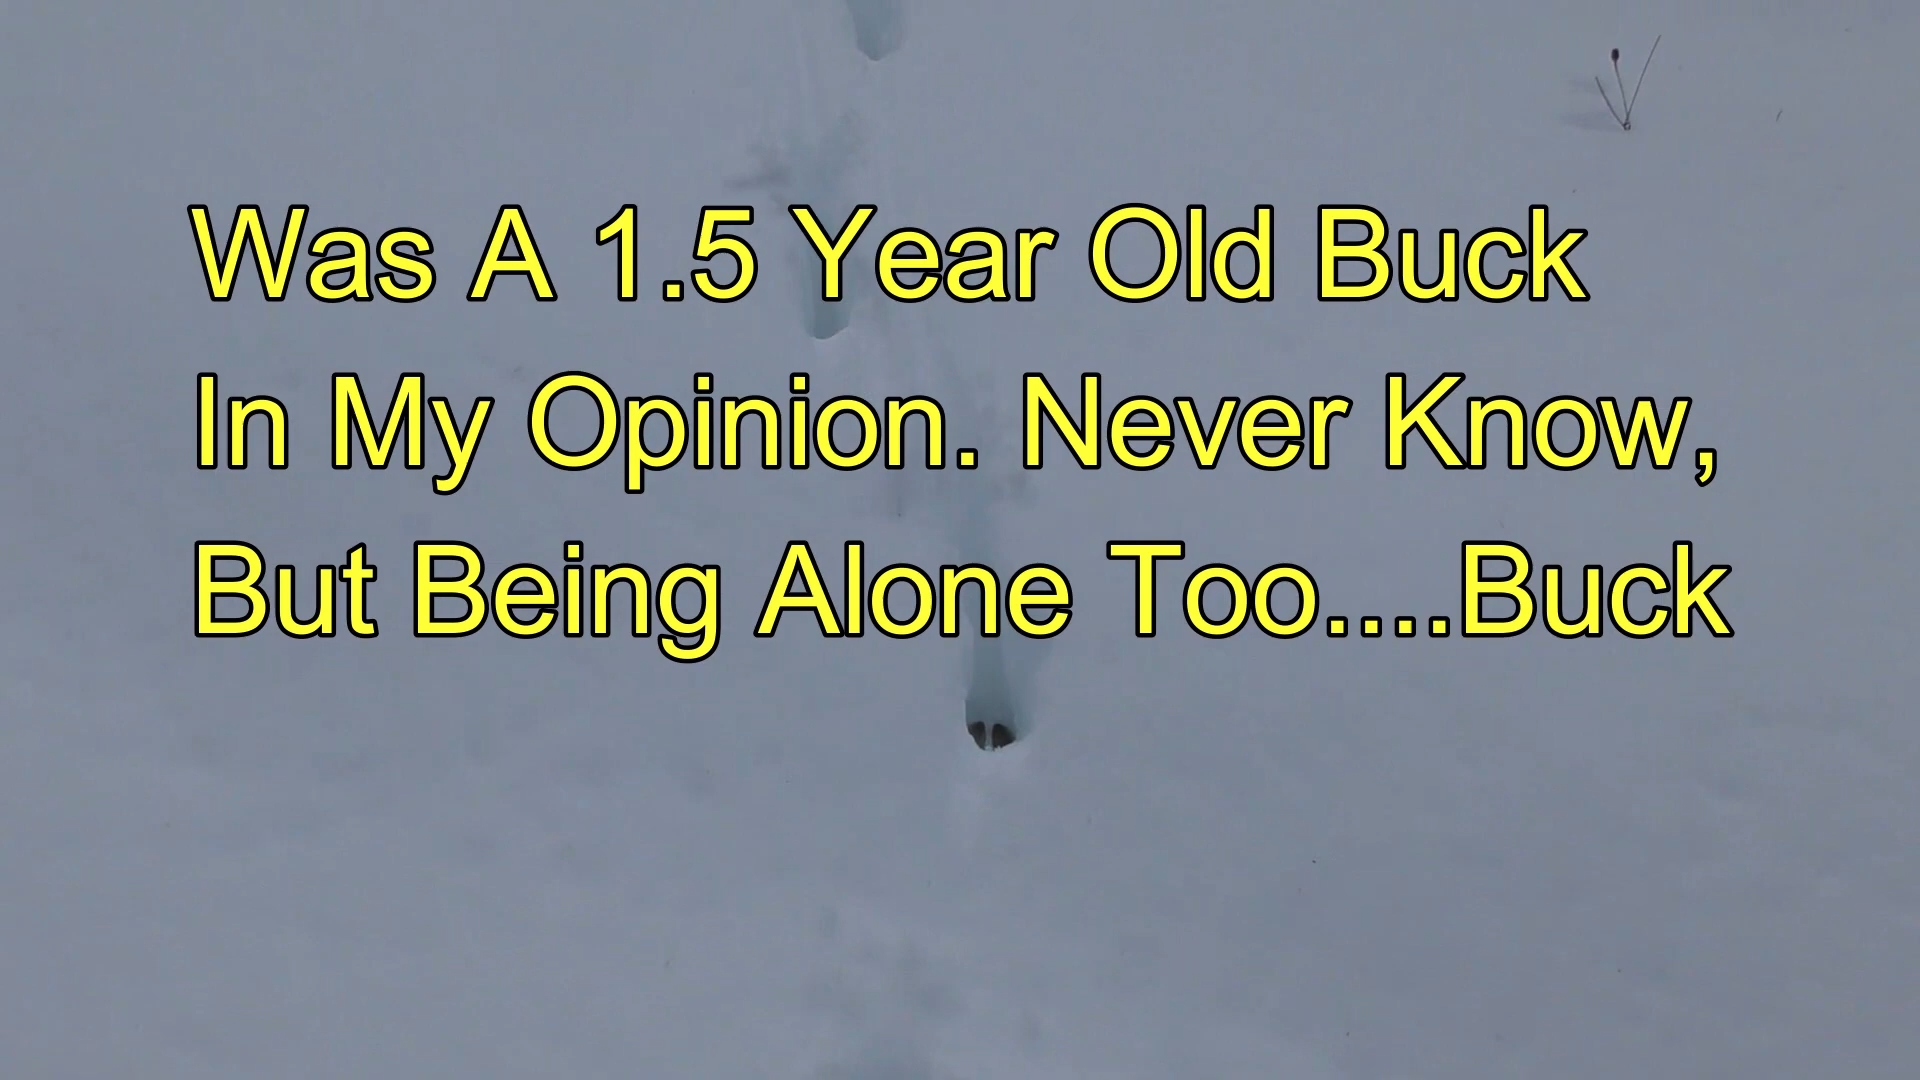 Was A 1.5 Year Old Buck
In My Opinion. Never Know,
But Being Alone Too....Buck